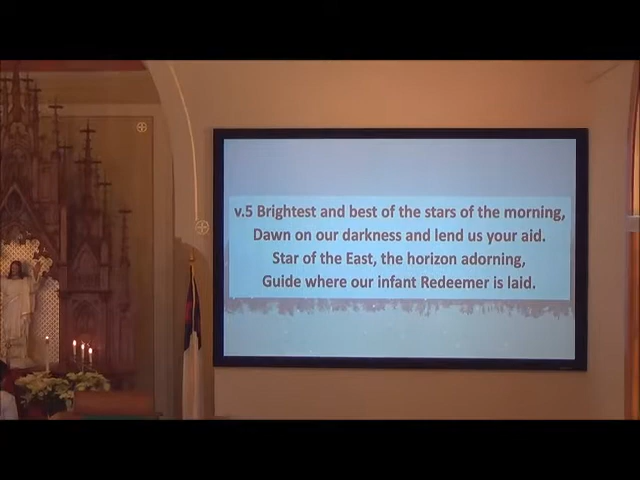 v.5 Brightest and best of the stars of the morning,
Dawn on our darkness and lend us your aid.
Star of the East, the horizon adorning,
Guide where our infant Redeemer is laid.